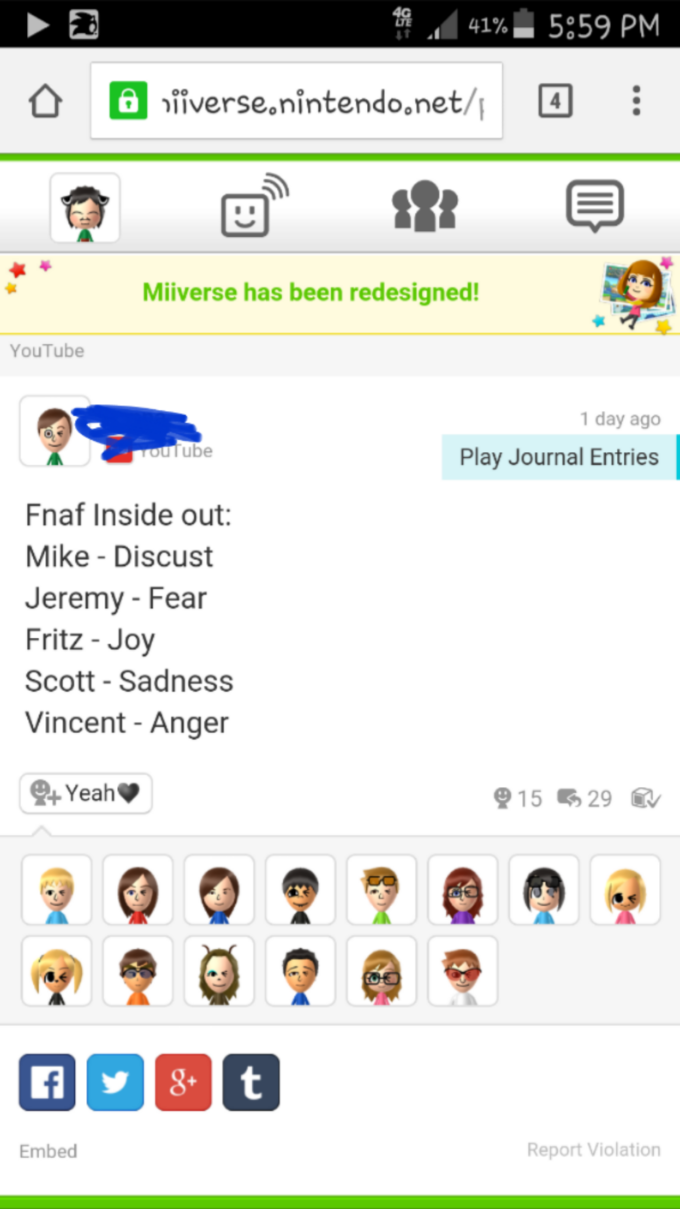 4G
LTE
41%
5:59 PM
niiverse.nintendo.net/p
4
Miiverse has been redesigned!
YouTube
1 day ago
YouTube
Play Journal Entries
Fnaf Inside out:
Mike - Discust
Jeremy - Fear
Fritz - Joy
Scott - Sadness
Vincent - Anger
Yeah🖤
15
29
f
g+
t
Embed
Report Violation